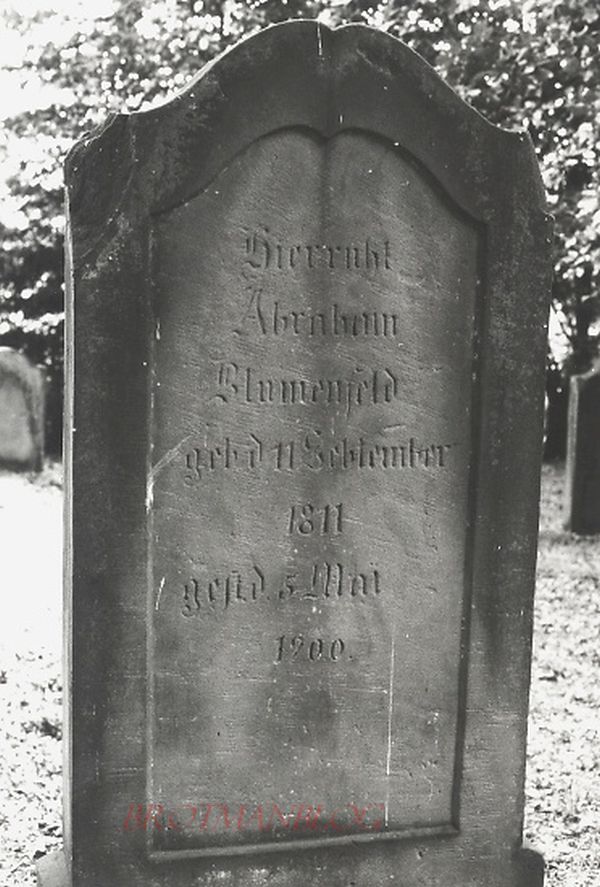 Hier ruht
Abraham
Blumenfeld
geb d 11 September
1811
gest d. 5 Mai
1900.
BROTMANBLOG